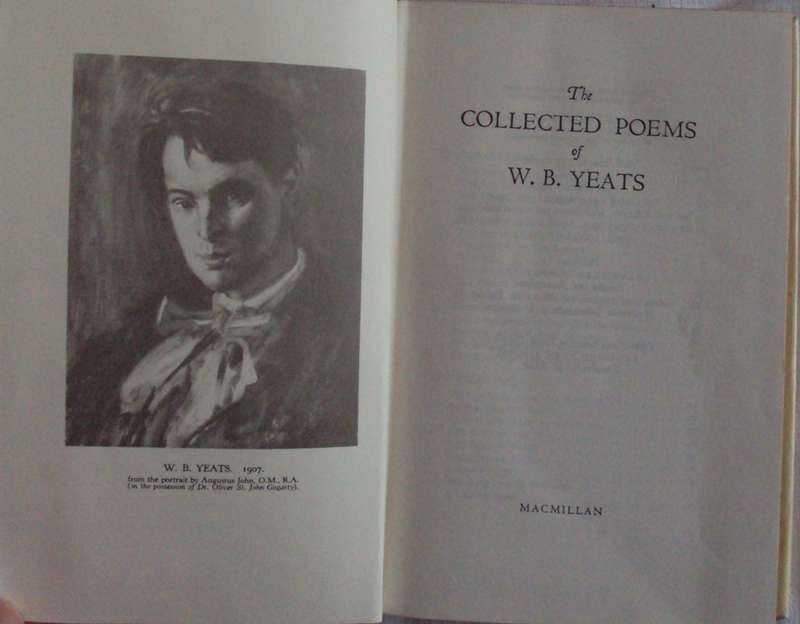 W. B. YEATS. 1907.
from the portrait by Augustus John, O.M., R.A.
(in the possession of Dr. Oliver St. John Gogarty).
The
COLLECTED POEMS
of
W. B. YEATS
MACMILLAN